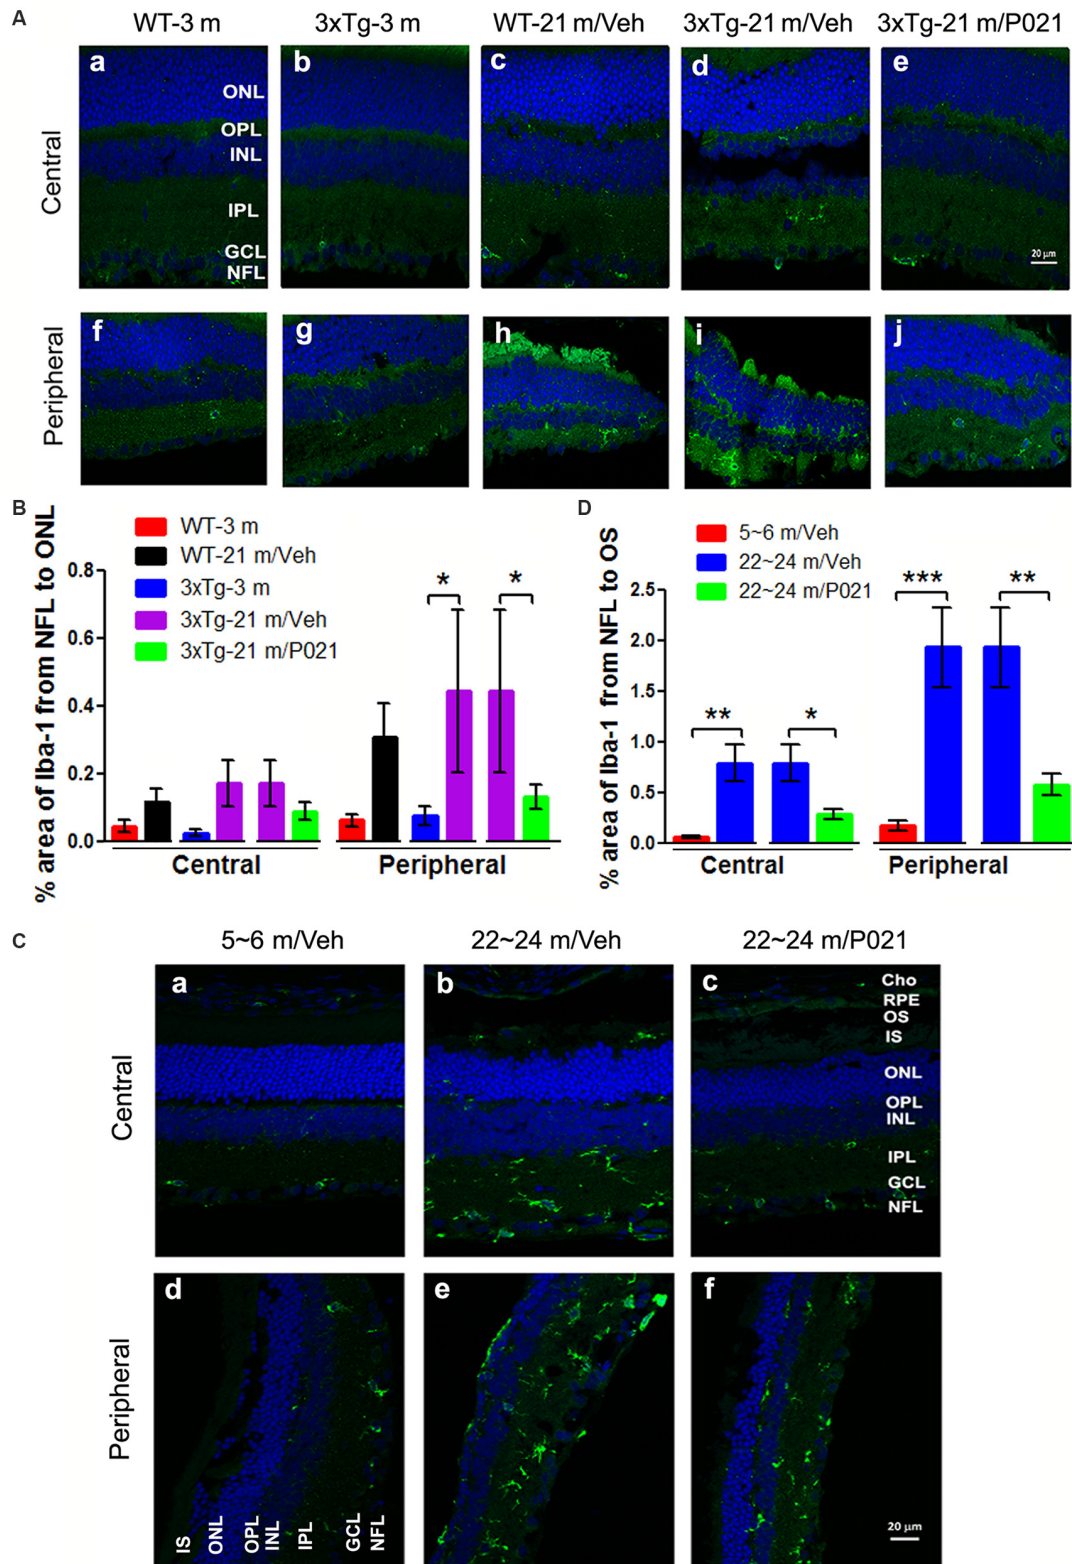 A
WT-3 m
3xTg-3 m
WT-21 m/Veh
3xTg-21 m/Veh
3xTg-21 m/P021
Central
a
ONL
OPL
INL
IPL
GCL
NFL
b
c
d
e
20 µm
Peripheral
f
g
h
i
j
B
% area of Iba-1 from NFL to ONL
WT-3 m
WT-21 m/Veh
3xTg-3 m
3xTg-21 m/Veh
3xTg-21 m/P021
0.8
0.6
0.4
0.2
0.0
*
*
Central
Peripheral
D
% area of Iba-1 from NFL to OS
5~6 m/Veh
22~24 m/Veh
22~24 m/P021
2.5
2.0
1.5
1.0
0.5
0.0
**
*
***
**
Central
Peripheral
C
5~6 m/Veh
22~24 m/Veh
22~24 m/P021
Central
a
b
c
Cho
RPE
OS
IS
ONL
OPL
INL
IPL
GCL
NFL
Peripheral
d
IS
ONL
OPL
INL
IPL
GCL
NFL
e
f
20 µm